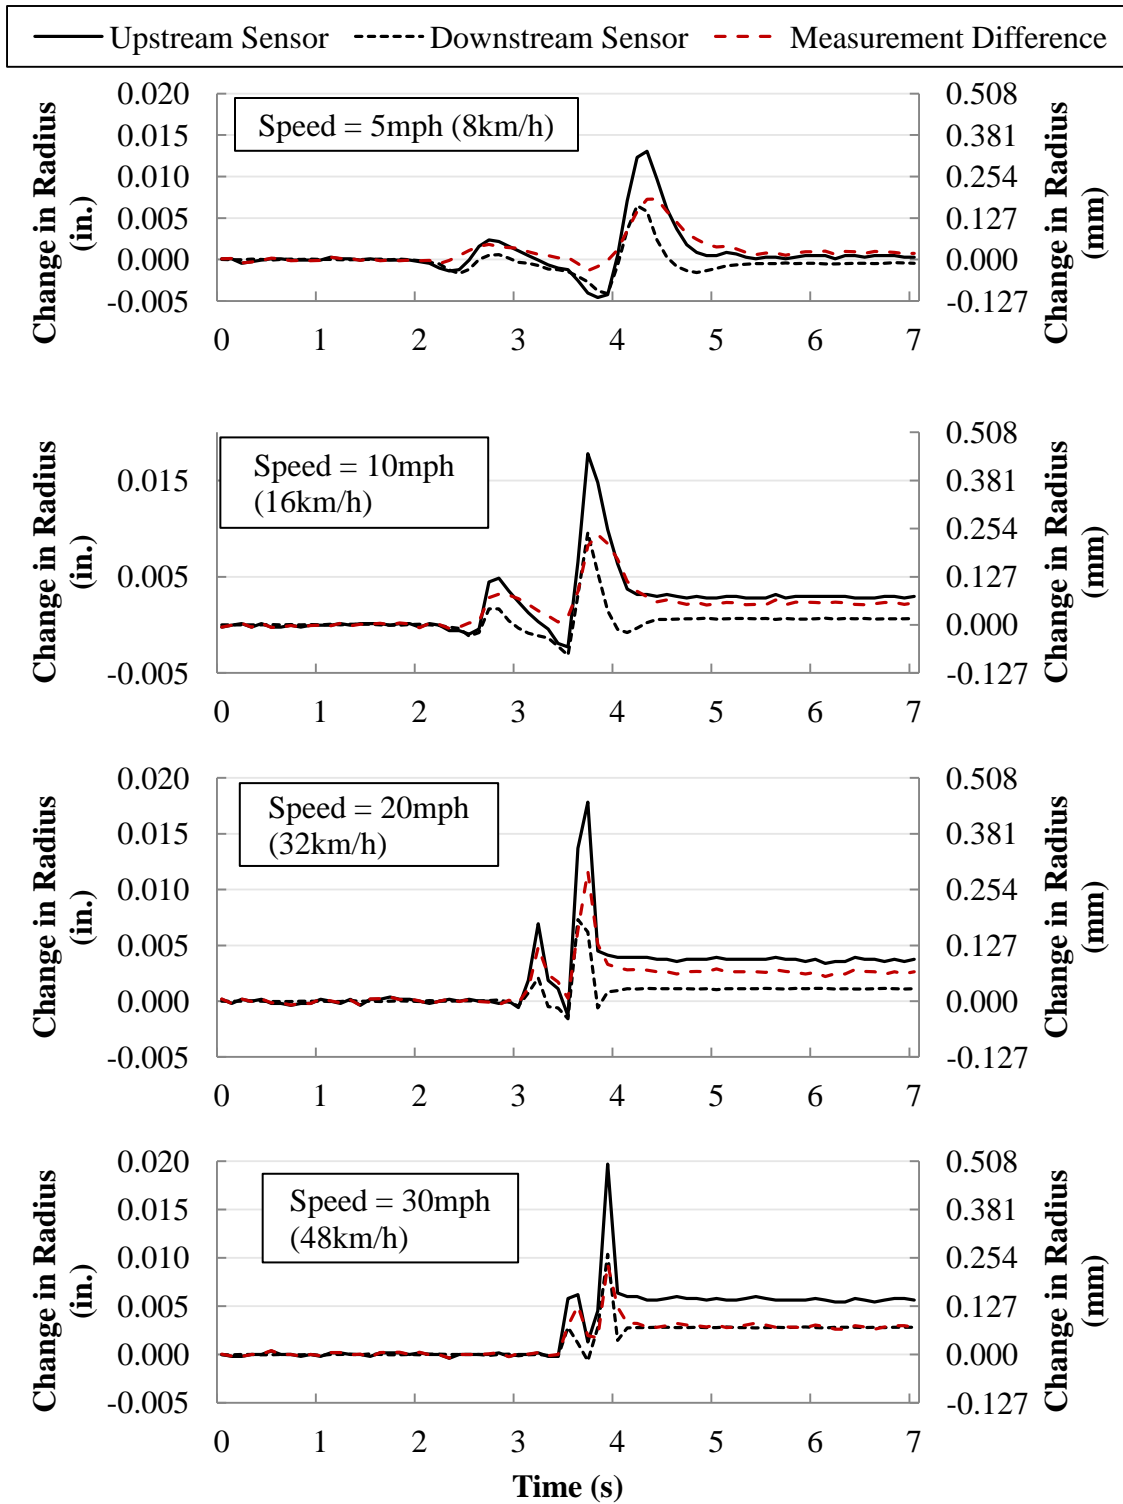 Upstream Sensor Downstream Sensor Measurement Difference
Change in Radius
(in.)
0.020
0.015
0.010
0.005
0.000
-0.005
Speed = 5mph (8km/h)
0.508
0.381
0.254
0.127
0.000
-0.127
Change in Radius
(mm)
0 1 2 3 4 5 6 7
Change in Radius
(in.)
0.015
0.005
-0.005
Speed = 10mph
(16km/h)
0.508
0.381
0.254
0.127
0.000
-0.127
Change in Radius
(mm)
0 1 2 3 4 5 6 7
Change in Radius
(in.)
0.020
0.015
0.010
0.005
0.000
-0.005
Speed = 20mph
(32km/h)
0.508
0.381
0.254
0.127
0.000
-0.127
Change in Radius
(mm)
0 1 2 3 4 5 6 7
Change in Radius
(in.)
0.020
0.015
0.010
0.005
0.000
-0.005
Speed = 30mph
(48km/h)
0.508
0.381
0.254
0.127
0.000
-0.127
Change in Radius
(mm)
0 1 2 3 4 5 6 7
Time (s)